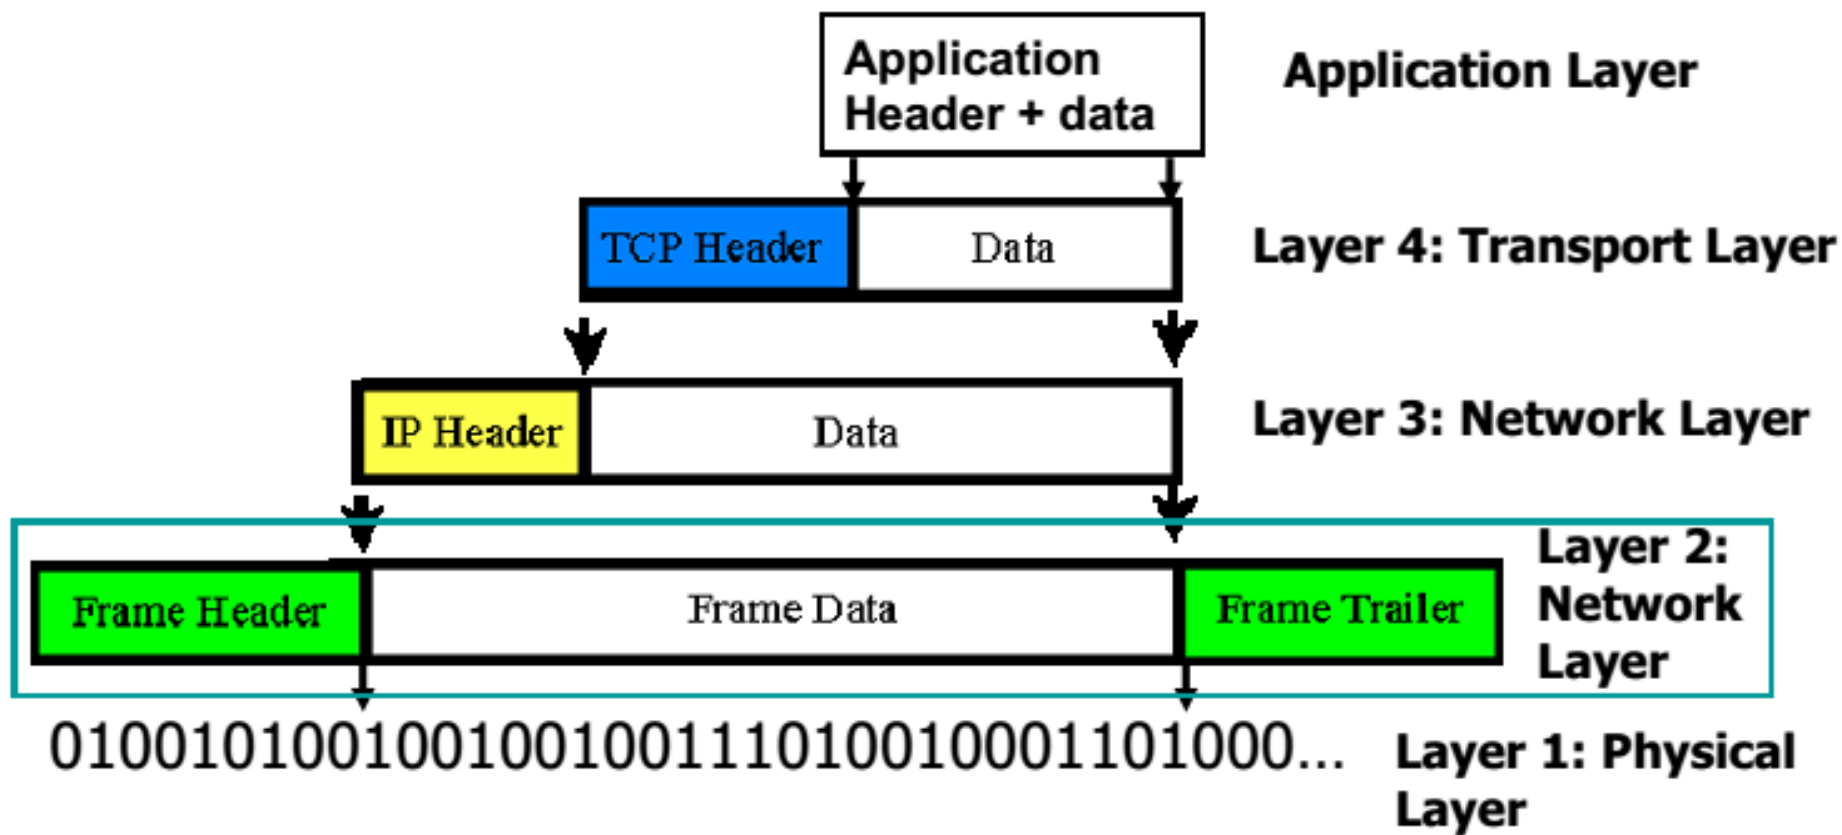 Application
Header + data
Application Layer
TCP Header
Data
Layer 4: Transport Layer
IP Header
Data
Layer 3: Network Layer
Frame Header
Frame Data
Frame Trailer
Layer 2:
Network
Layer
0100101001001001001110100100001101000...
Layer 1: Physical
Layer